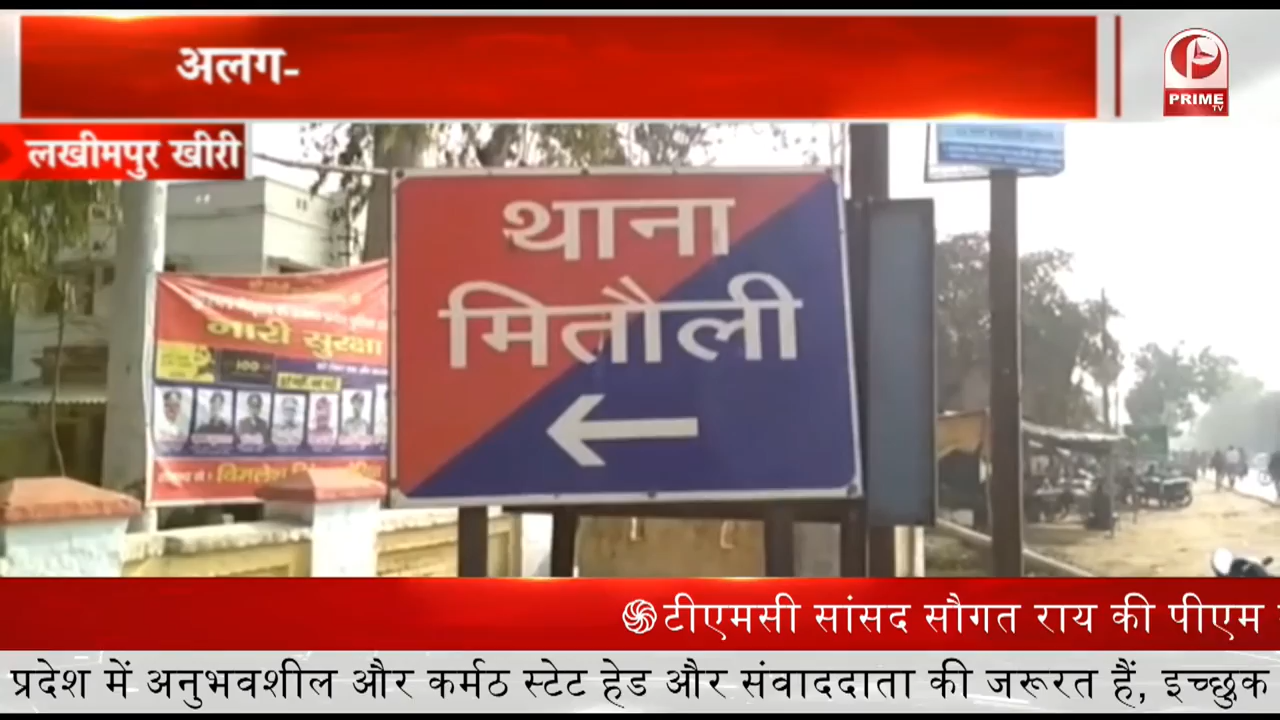 अलग-
PRIME
TV
लखीमपुर खीरी
थाना
मितौली
नारी सुरक्षा
100
टीएमसी सांसद सौगत राय की पीएम
प्रदेश में अनुभवशील और कर्मठ स्टेट हेड और संवाददाता की जरूरत हैं, इच्छुक